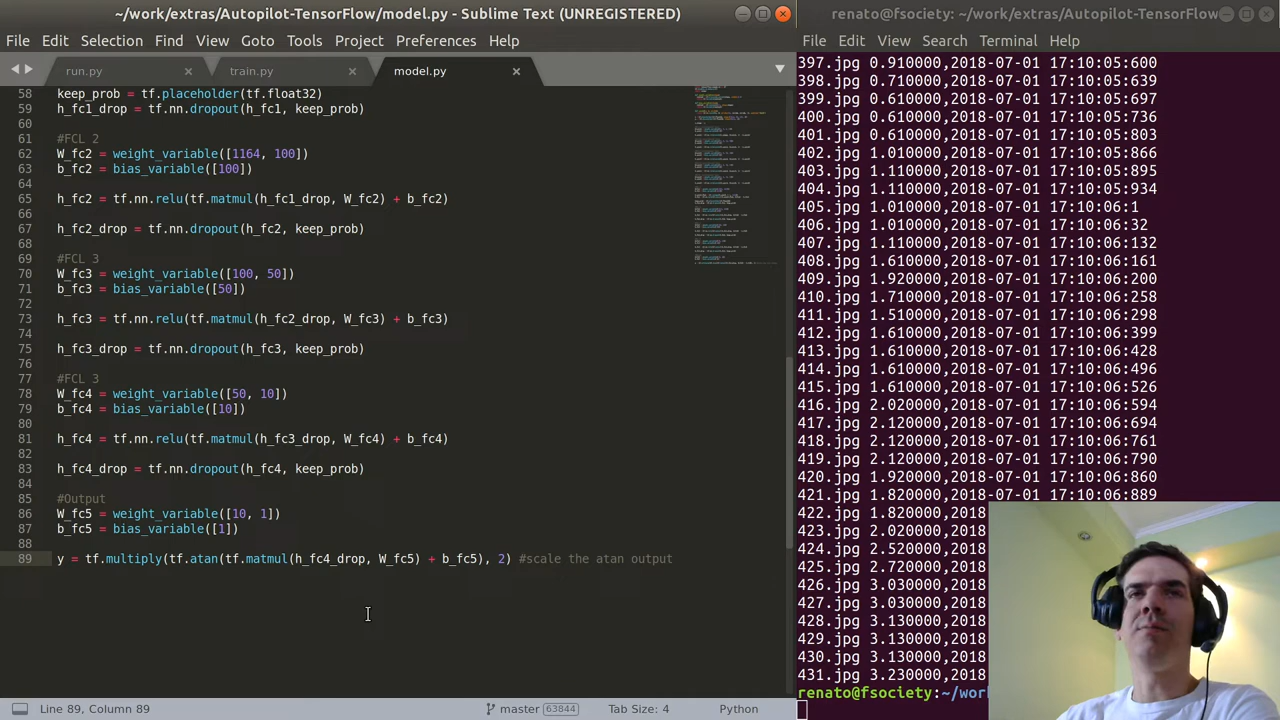 ~/work/extras/Autopilot-TensorFlow/model.py - Sublime Text (UNREGISTERED)
File Edit Selection Find View Goto Tools Project Preferences Help
run.py train.py model.py
58 keep_prob = tf.placeholder(tf.float32)
59 h_fc1_drop = tf.nn.dropout(h_fc1, keep_prob)
60
61 #FCL 2
62 W_fc2 = weight_variable([1164, 100])
63 b_fc2 = bias_variable([100])
64
65 h_fc2 = tf.nn.relu(tf.matmul(h_fc1_drop, W_fc2) + b_fc2)
66
67 h_fc2_drop = tf.nn.dropout(h_fc2, keep_prob)
68
69 #FCL 3
70 W_fc3 = weight_variable([100, 50])
71 b_fc3 = bias_variable([50])
72
73 h_fc3 = tf.nn.relu(tf.matmul(h_fc2_drop, W_fc3) + b_fc3)
74
75 h_fc3_drop = tf.nn.dropout(h_fc3, keep_prob)
76
77 #FCL 3
78 W_fc4 = weight_variable([50, 10])
79 b_fc4 = bias_variable([10])
80
81 h_fc4 = tf.nn.relu(tf.matmul(h_fc3_drop, W_fc4) + b_fc4)
82
83 h_fc4_drop = tf.nn.dropout(h_fc4, keep_prob)
84
85 #Output
86 W_fc5 = weight_variable([10, 1])
87 b_fc5 = bias_variable([1])
88
89 y = tf.multiply(tf.atan(tf.matmul(h_fc4_drop, W_fc5) + b_fc5), 2) #scale the atan output
Line 89, Column 89 master 63844 Tab Size: 4 Python
renato@fsociety: ~/work/extras/Autopilot-TensorFlow
File Edit View Search Terminal Help
397.jpg 0.910000,2018-07-01 17:10:05:600
398.jpg 0.710000,2018-07-01 17:10:05:639
399.jpg 0.710000,2018-07-01 17:10:05:
400.jpg 0.810000,2018-07-01 17:10:05:736
401.jpg 0.810000,2018-07-01 17:10:05:
402.jpg 0.810000,2018-07-01 17:10:05:
403.jpg 0.810000,2018-07-01 17:10:05:894
404.jpg 0.810000,2018-07-01 17:10:05:
405.jpg 0.910000,2018-07-01 17:10:06:
406.jpg 1.010000,2018-07-01 17:10:06:
407.jpg 1.110000,2018-07-01 17:10:06:134
408.jpg 1.710000,2018-07-01 17:10:06:
409.jpg 1.920000,2018-07-01 17:10:06:200
410.jpg 1.710000,2018-07-01 17:10:06:258
411.jpg 1.510000,2018-07-01 17:10:06:298
412.jpg 1.610000,2018-07-01 17:10:06:399
413.jpg 1.610000,2018-07-01 17:10:06:428
414.jpg 1.610000,2018-07-01 17:10:06:496
415.jpg 1.610000,2018-07-01 17:10:06:526
416.jpg 2.020000,2018-07-01 17:10:06:594
417.jpg 2.120000,2018-07-01 17:10:06:694
418.jpg 2.120000,2018-07-01 17:10:06:761
419.jpg 2.120000,2018-07-01 17:10:06:790
420.jpg 1.920000,2018-07-01 17:10:06:860
421.jpg 1.820000,2018-07-01 17:10:06:889
422.jpg 1.820000,2018
423.jpg 2.020000,2018
424.jpg 2.520000,2018
425.jpg 2.720000,2018
426.jpg 3.030000,2018
427.jpg 3.030000,2018
428.jpg 3.130000,2018
429.jpg 3.130000,2018
430.jpg 3.130000,2018
431.jpg 3.230000,2018
renato@fsociety:~/wor